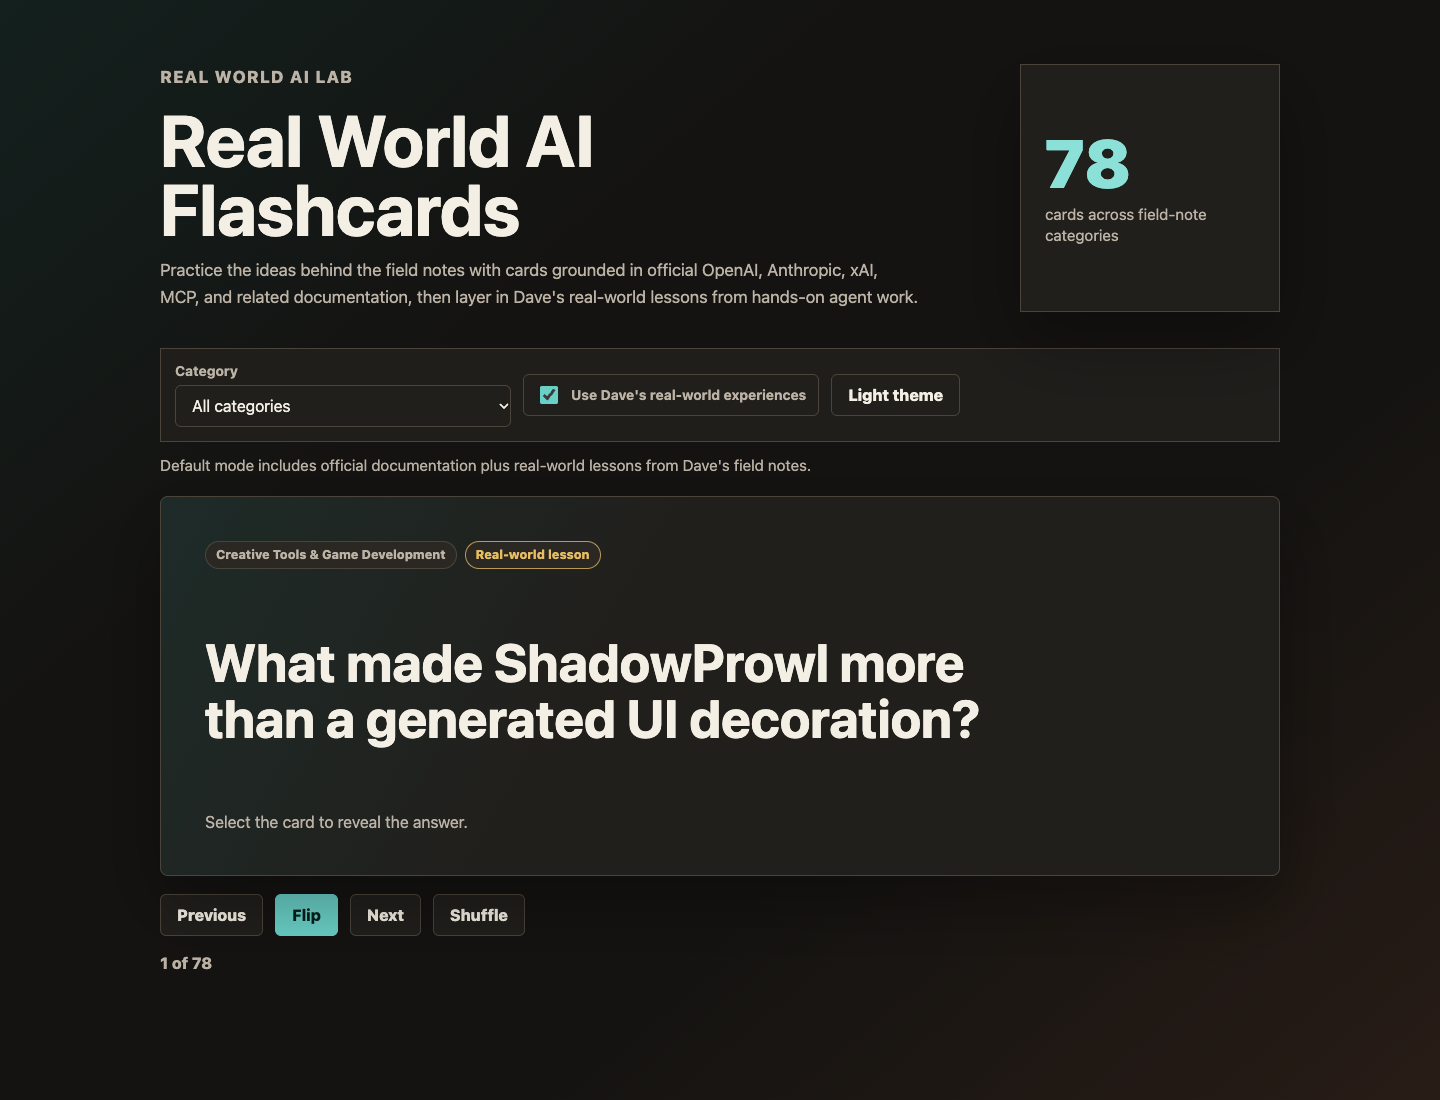 REAL WORLD AI LAB
Real World AI
Flashcards
Practice the ideas behind the field notes with cards grounded in official OpenAI, Anthropic, xAI,
MCP, and related documentation, then layer in Dave's real-world lessons from hands-on agent work.
78
cards across field-note
categories
Category
All categories
Use Dave's real-world experiences
Light theme
Default mode includes official documentation plus real-world lessons from Dave's field notes.
Creative Tools & Game Development
Real-world lesson
What made ShadowProwl more
than a generated UI decoration?
Select the card to reveal the answer.
Previous
Flip
Next
Shuffle
1 of 78